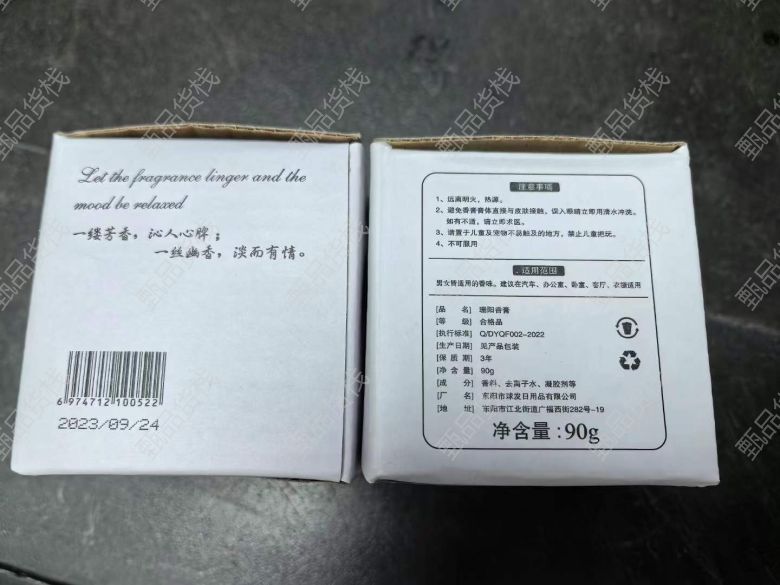 Let the fragrance linger and the
mood be relaxed
一缕芳香，沁人心脾；
一丝幽香，淡而有情。
6 974712 100522
2023/09/24
注意事项
1、远离明火，热源。
2、避免香膏膏体直接与皮肤接触，误入眼睛立即用清水冲洗。
如有不适，请立即求医。
3、请置于儿童及宠物不易触及的地方，禁止儿童把玩。
4、不可服用
适用范围
男女皆适用的香味。建议在汽车、办公室、卧室、客厅、衣橱适用
[品 名] 珊阳香膏
[等 级] 合格品
[执行标准] Q/DYQF002-2022
[生产日期] 见产品包装
[保 质 期] 3年
[净 含 量] 90g
[成 分] 香料、去离子水、凝胶剂等
[厂 名] 东阳市球发日用品有限公司
[地 址] 东阳市江北街道广福西街282号-19
净含量：90g
甄品货栈